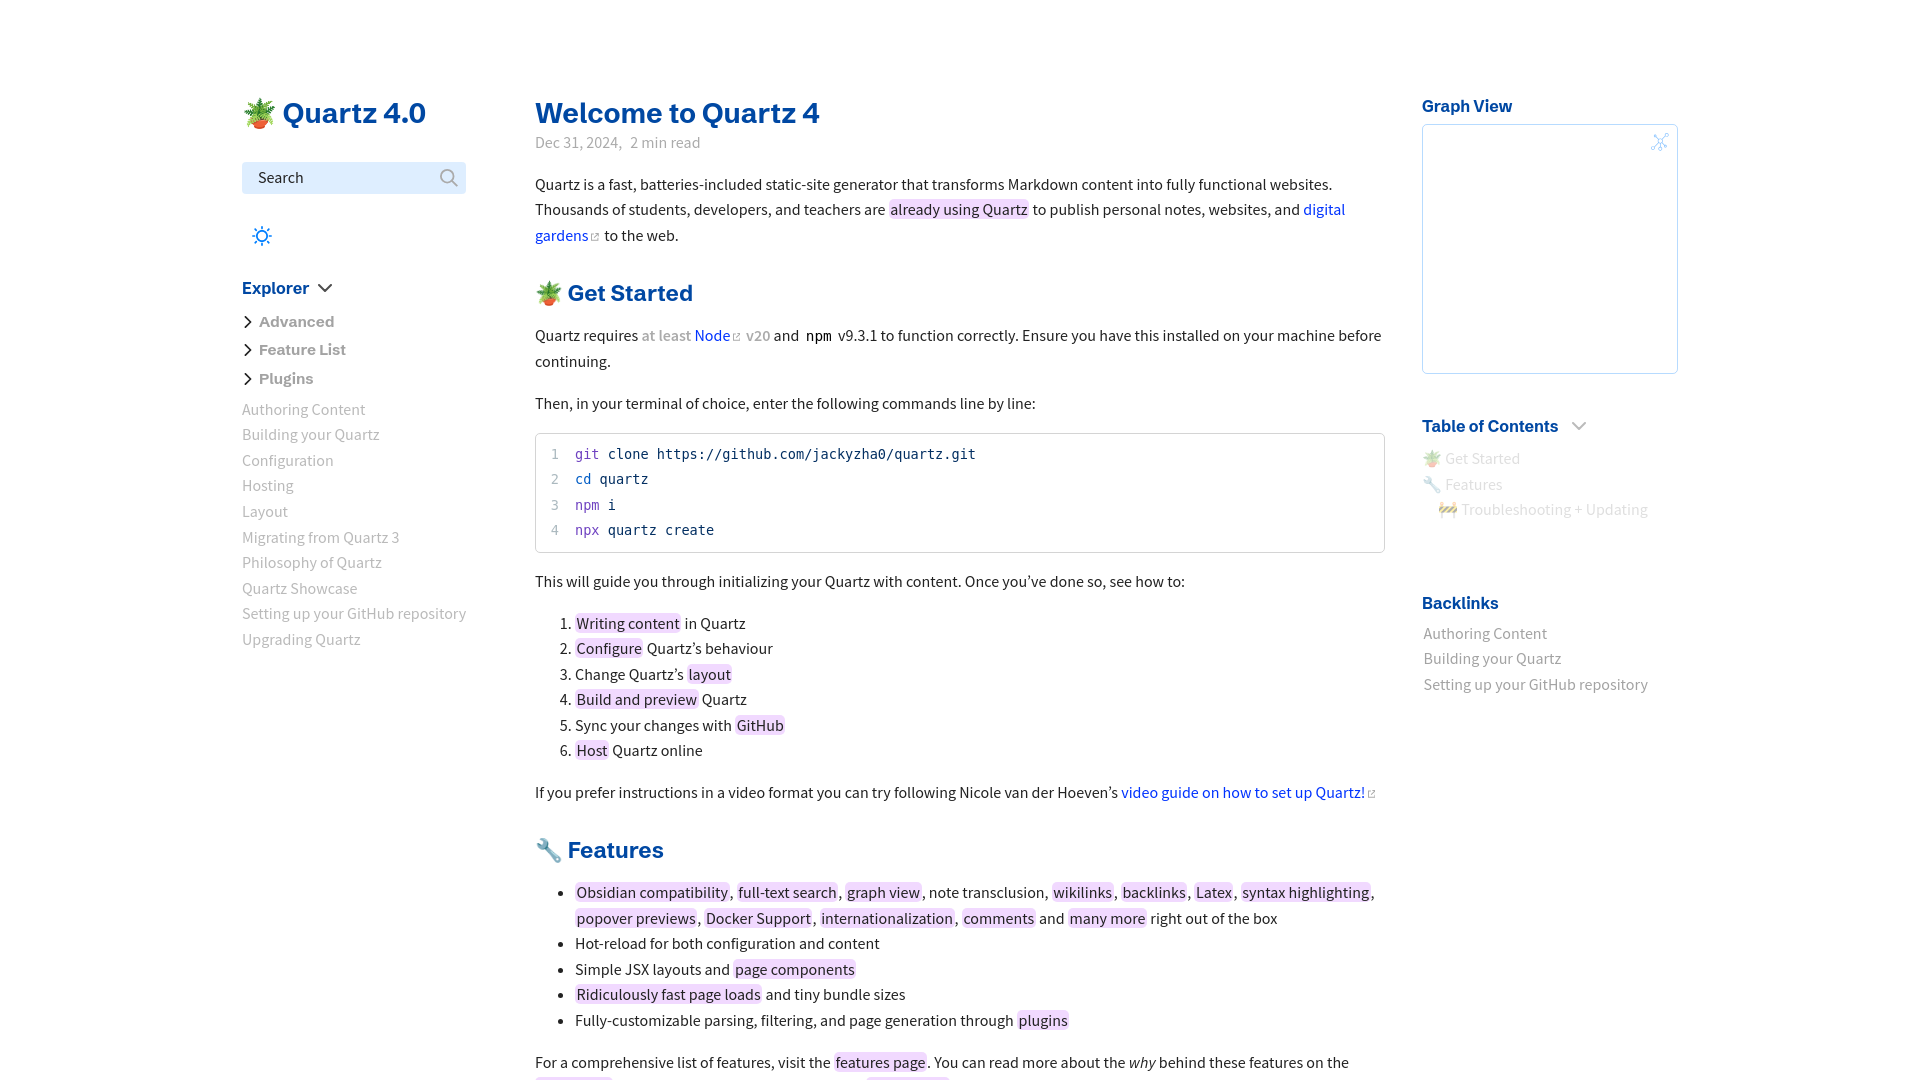 🪴 Quartz 4.0
Search
Explorer
Advanced
Feature List
Plugins
Authoring Content
Building your Quartz
Configuration
Hosting
Layout
Migrating from Quartz 3
Philosophy of Quartz
Quartz Showcase
Setting up your GitHub repository
Upgrading Quartz
Welcome to Quartz 4
Dec 31, 2024, 2 min read
Quartz is a fast, batteries-included static-site generator that transforms Markdown content into fully functional websites.
Thousands of students, developers, and teachers are already using Quartz to publish personal notes, websites, and digital
gardens to the web.
🪴 Get Started
Quartz requires at least Node v20 and npm v9.3.1 to function correctly. Ensure you have this installed on your machine before
continuing.
Then, in your terminal of choice, enter the following commands line by line:
1 git clone https://github.com/jackyzha0/quartz.git
2 cd quartz
3 npm i
4 npx quartz create
This will guide you through initializing your Quartz with content. Once you’ve done so, see how to:
1. Writing content in Quartz
2. Configure Quartz’s behaviour
3. Change Quartz’s layout
4. Build and preview Quartz
5. Sync your changes with GitHub
6. Host Quartz online
If you prefer instructions in a video format you can try following Nicole van der Hoeven’s video guide on how to set up Quartz!
🔧 Features
• Obsidian compatibility, full-text search, graph view, note transclusion, wikilinks, backlinks, Latex, syntax highlighting,
popover previews, Docker Support, internationalization, comments and many more right out of the box
• Hot-reload for both configuration and content
• Simple JSX layouts and page components
• Ridiculously fast page loads and tiny bundle sizes
• Fully-customizable parsing, filtering, and page generation through plugins
For a comprehensive list of features, visit the features page. You can read more about the why behind these features on the
Graph View
Table of Contents
🪴 Get Started
🔧 Features
🚧 Troubleshooting + Updating
Backlinks
Authoring Content
Building your Quartz
Setting up your GitHub repository